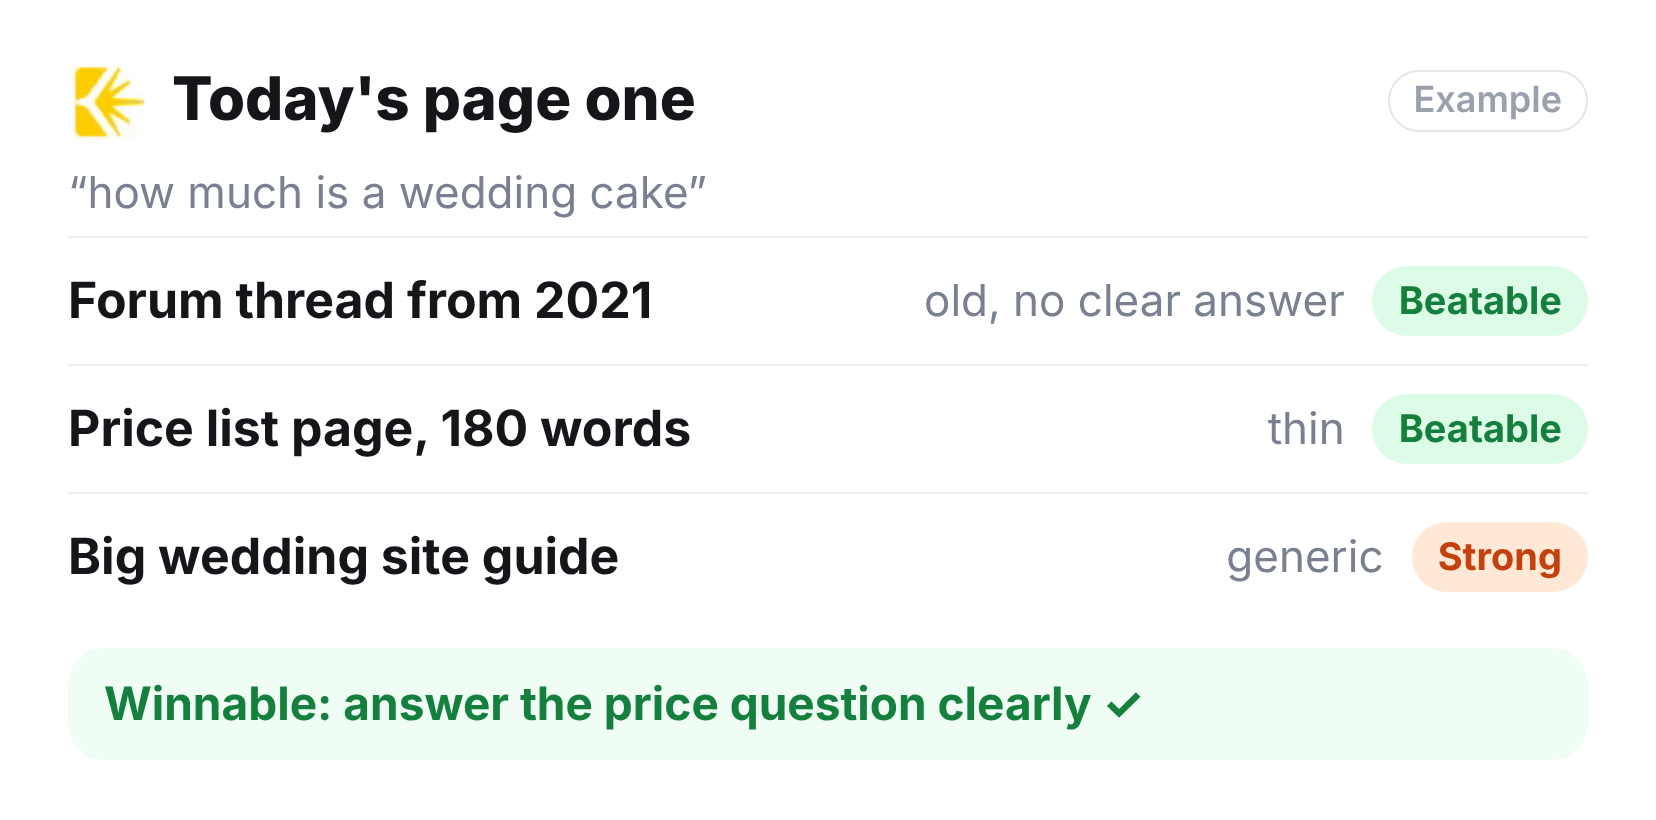 Today's page one
Example
“how much is a wedding cake”
Forum thread from 2021 old, no clear answer Beatable
Price list page, 180 words thin Beatable
Big wedding site guide generic Strong
Winnable: answer the price question clearly ✓